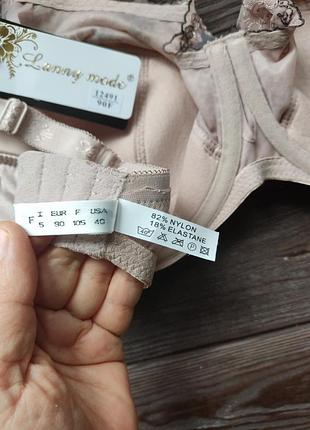 Lanny mode
12491
90F
I EUR F USA
F 5 90 105 40
82% NYLON
18% ELASTANE